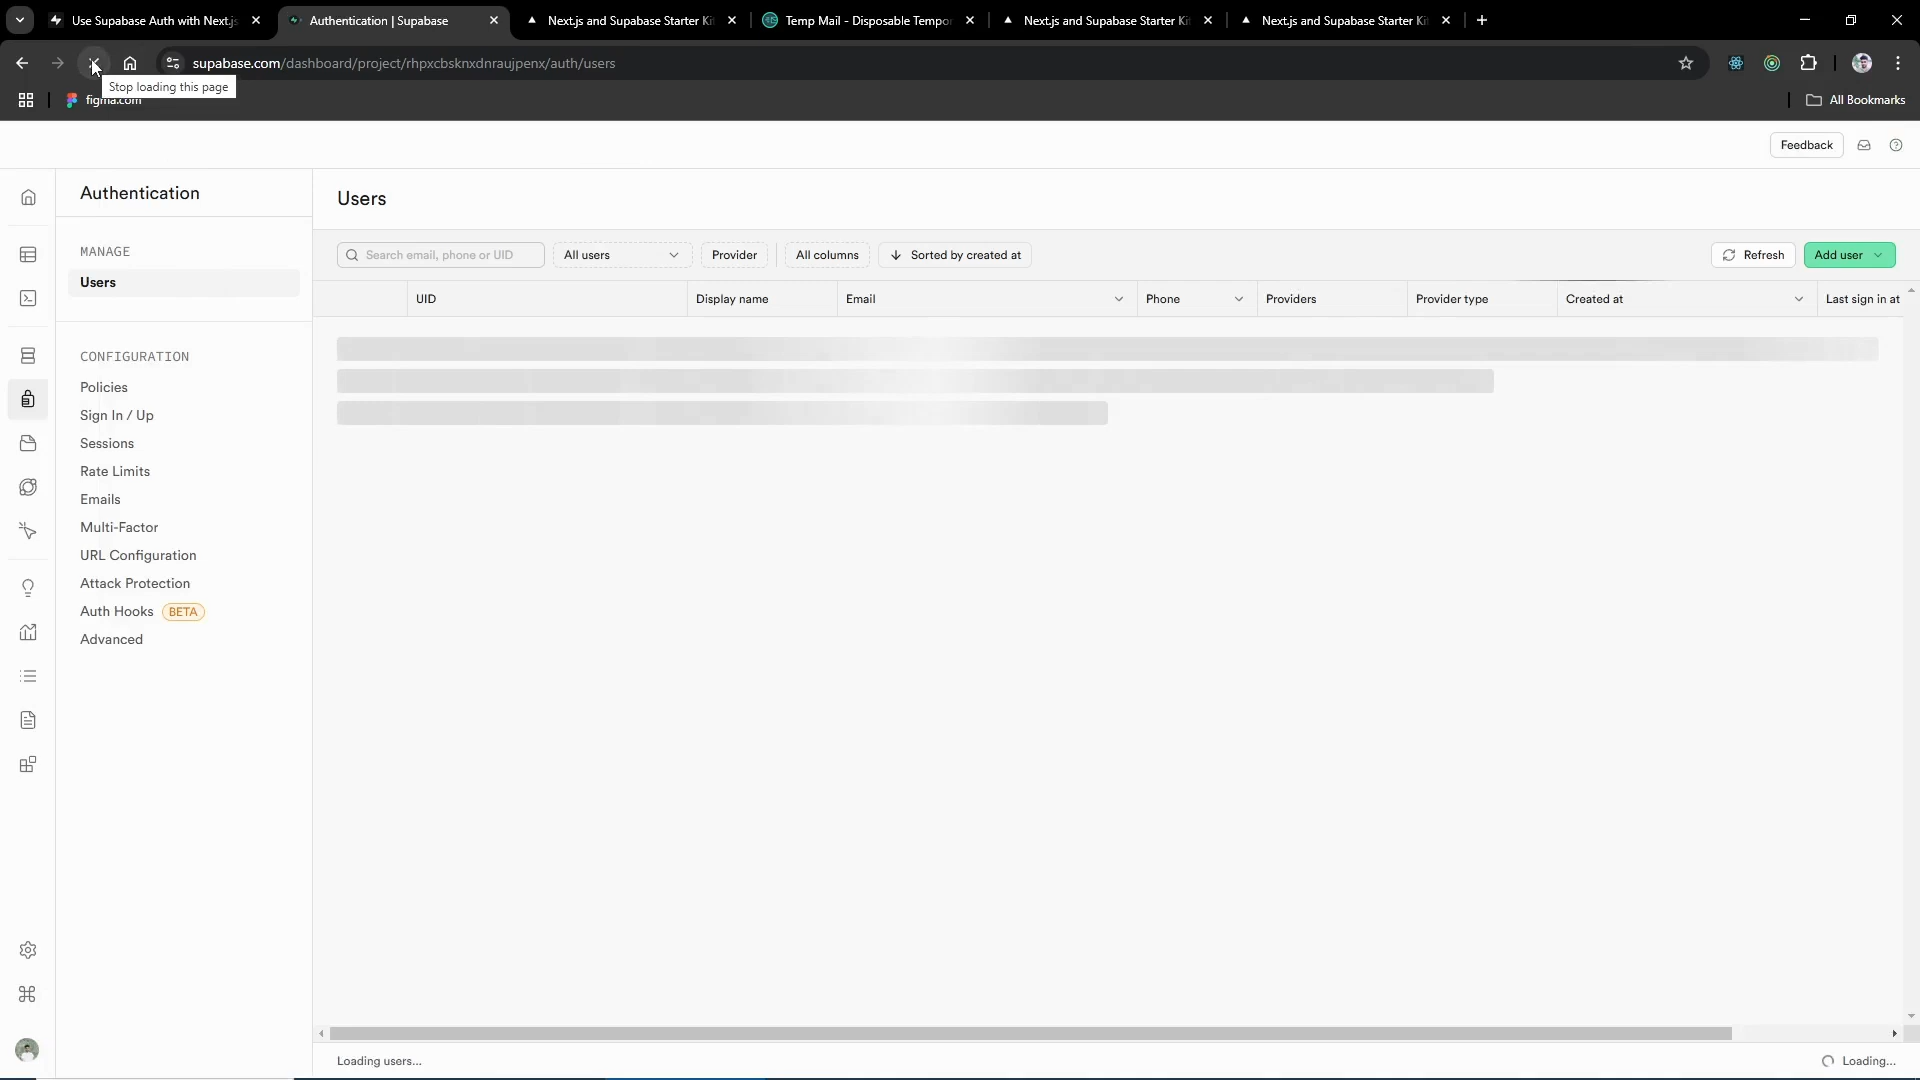 Use Supabase Auth with Next.js
Authentication | Supabase
Next.js and Supabase Starter Kit
Temp Mail - Disposable Tempor
Next.js and Supabase Starter Kit
Next.js and Supabase Starter Kit
supabase.com/dashboard/project/rhpxcbsknxdnraujpenx/auth/users
Stop loading this page
figma.com
All Bookmarks
Feedback
Authentication
Users
MANAGE
Users
CONFIGURATION
Policies
Sign In / Up
Sessions
Rate Limits
Emails
Multi-Factor
URL Configuration
Attack Protection
Auth Hooks BETA
Advanced
Search email, phone or UID
All users
Provider
All columns
Sorted by created at
Refresh
Add user
UID
Display name
Email
Phone
Providers
Provider type
Created at
Last sign in at
Loading users...
Loading...